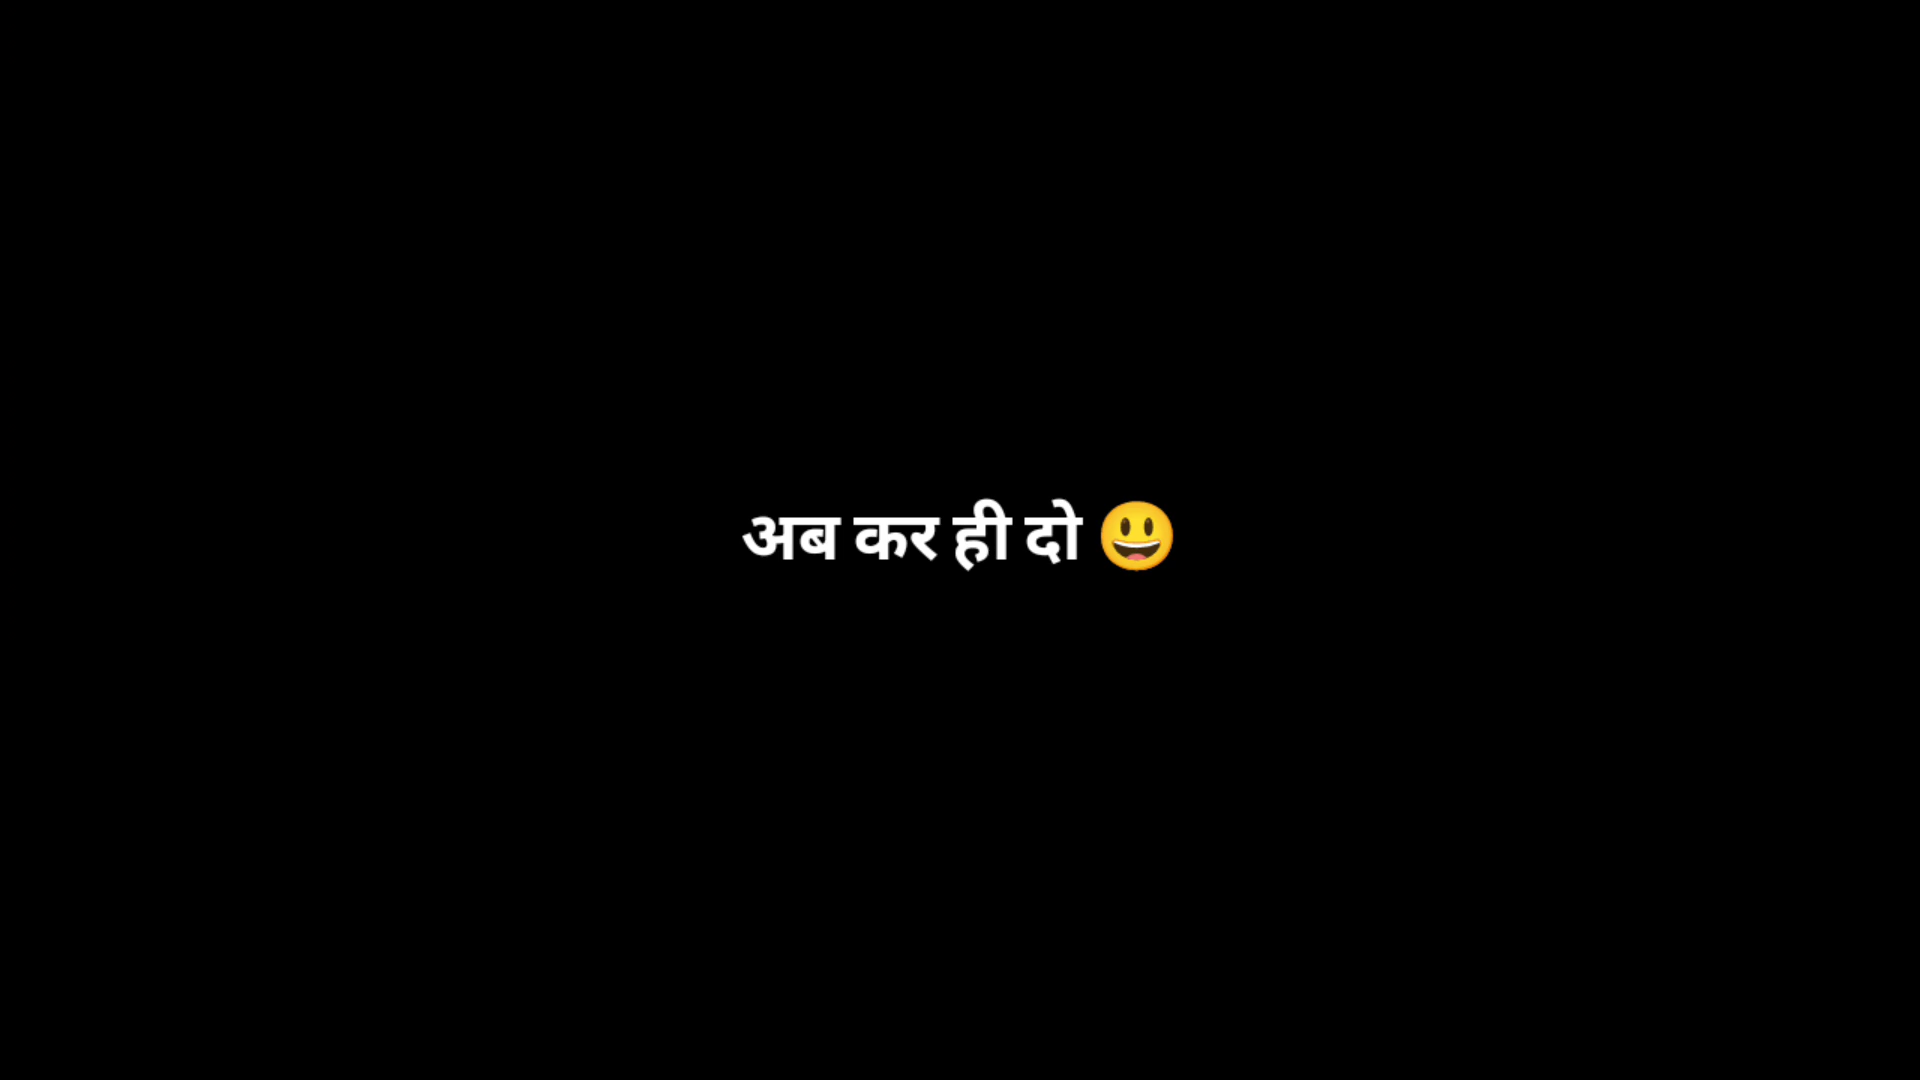 अब कर ही दो 😃